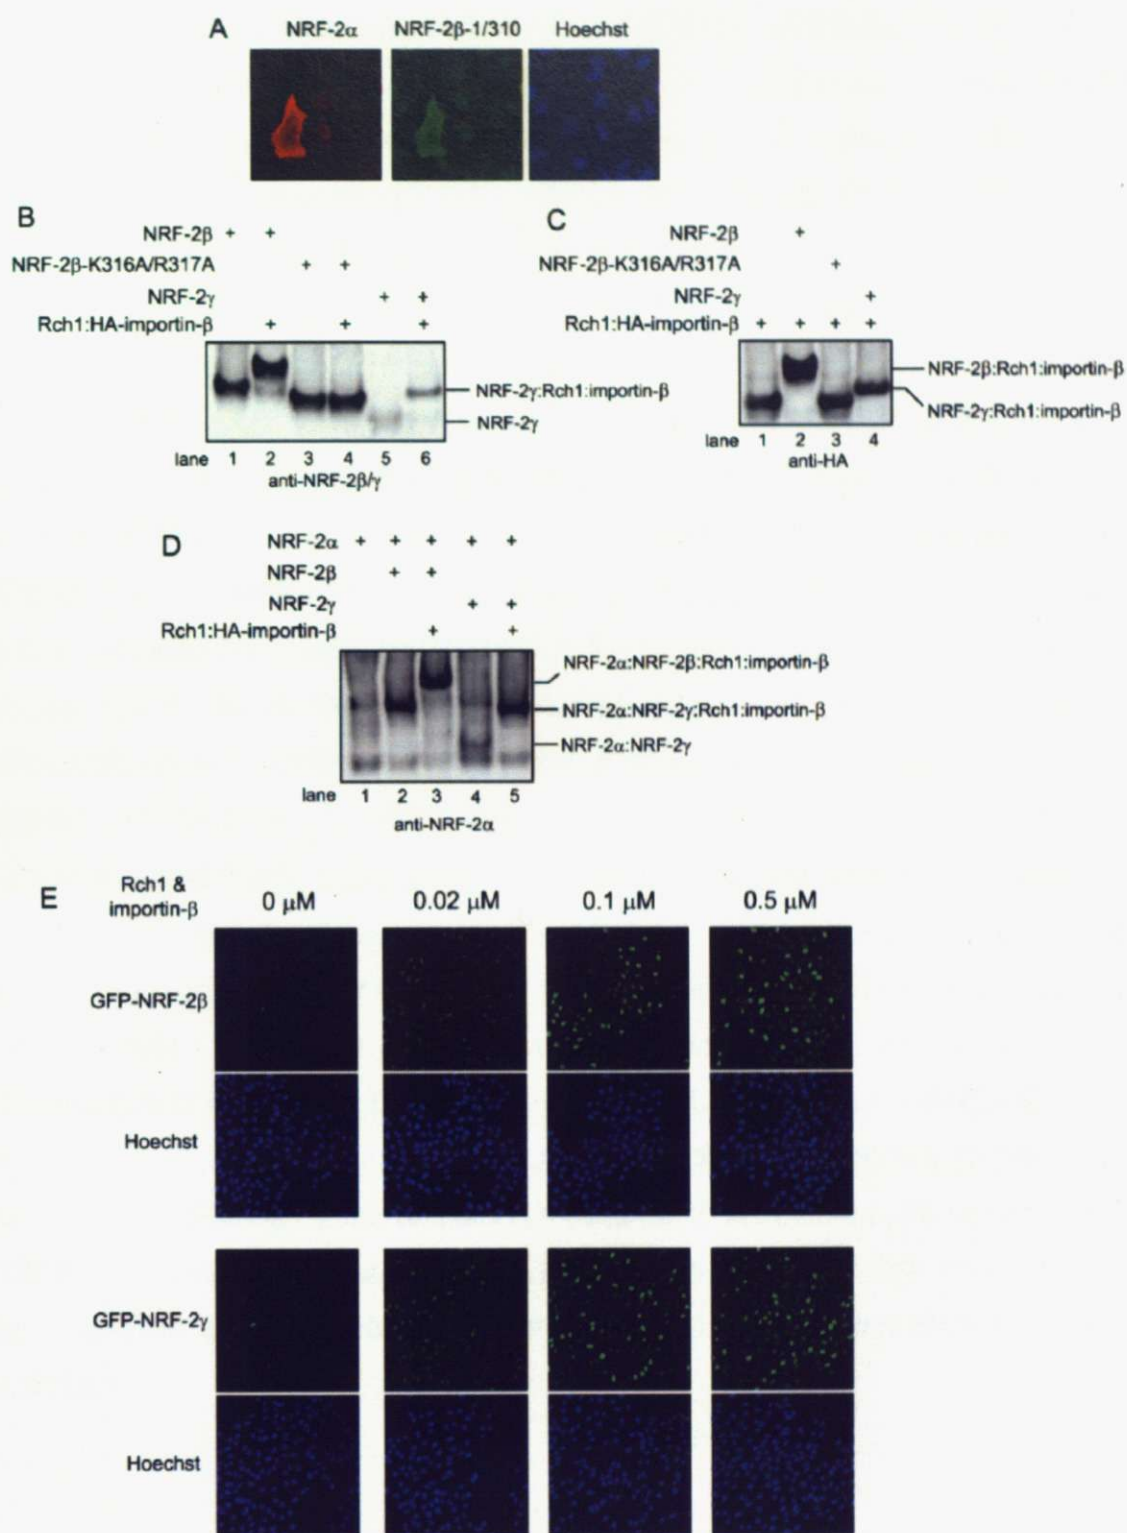 A NRF-2α NRF-2β-1/310 Hoechst
B
NRF-2β + +
NRF-2β-K316A/R317A + +
NRF-2γ + +
Rch1:HA-importin-β + + +
NRF-2γ:Rch1:importin-β
NRF-2γ
lane 1 2 3 4 5 6
anti-NRF-2β/γ
C
NRF-2β +
NRF-2β-K316A/R317A +
NRF-2γ +
Rch1:HA-importin-β + + + +
NRF-2β:Rch1:importin-β
NRF-2γ:Rch1:importin-β
lane 1 2 3 4
anti-HA
D
NRF-2α + + + + +
NRF-2β + +
NRF-2γ + +
Rch1:HA-importin-β + +
NRF-2α:NRF-2β:Rch1:importin-β
NRF-2α:NRF-2γ:Rch1:importin-β
NRF-2α:NRF-2γ
lane 1 2 3 4 5
anti-NRF-2α
E
Rch1 &
importin-β 0 μM 0.02 μM 0.1 μM 0.5 μM
GFP-NRF-2β
Hoechst
GFP-NRF-2γ
Hoechst